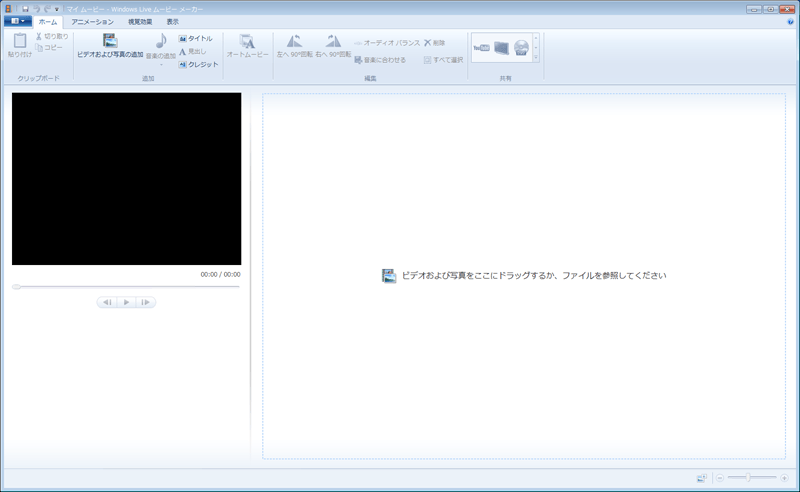 マイ ムービー - Windows Live ムービー メーカー
ホーム アニメーション 視覚効果 表示
貼り付け
切り取り
コピー
クリップボード
ビデオおよび写真の追加
音楽の追加
タイトル
見出し
クレジット
追加
オートムービー
左へ 90°回転
右へ 90°回転
オーディオ バランス
削除
音楽に合わせる
すべて選択
編集
YouTube
共有
00:00 / 00:00
ビデオおよび写真をここにドラッグするか、ファイルを参照してください